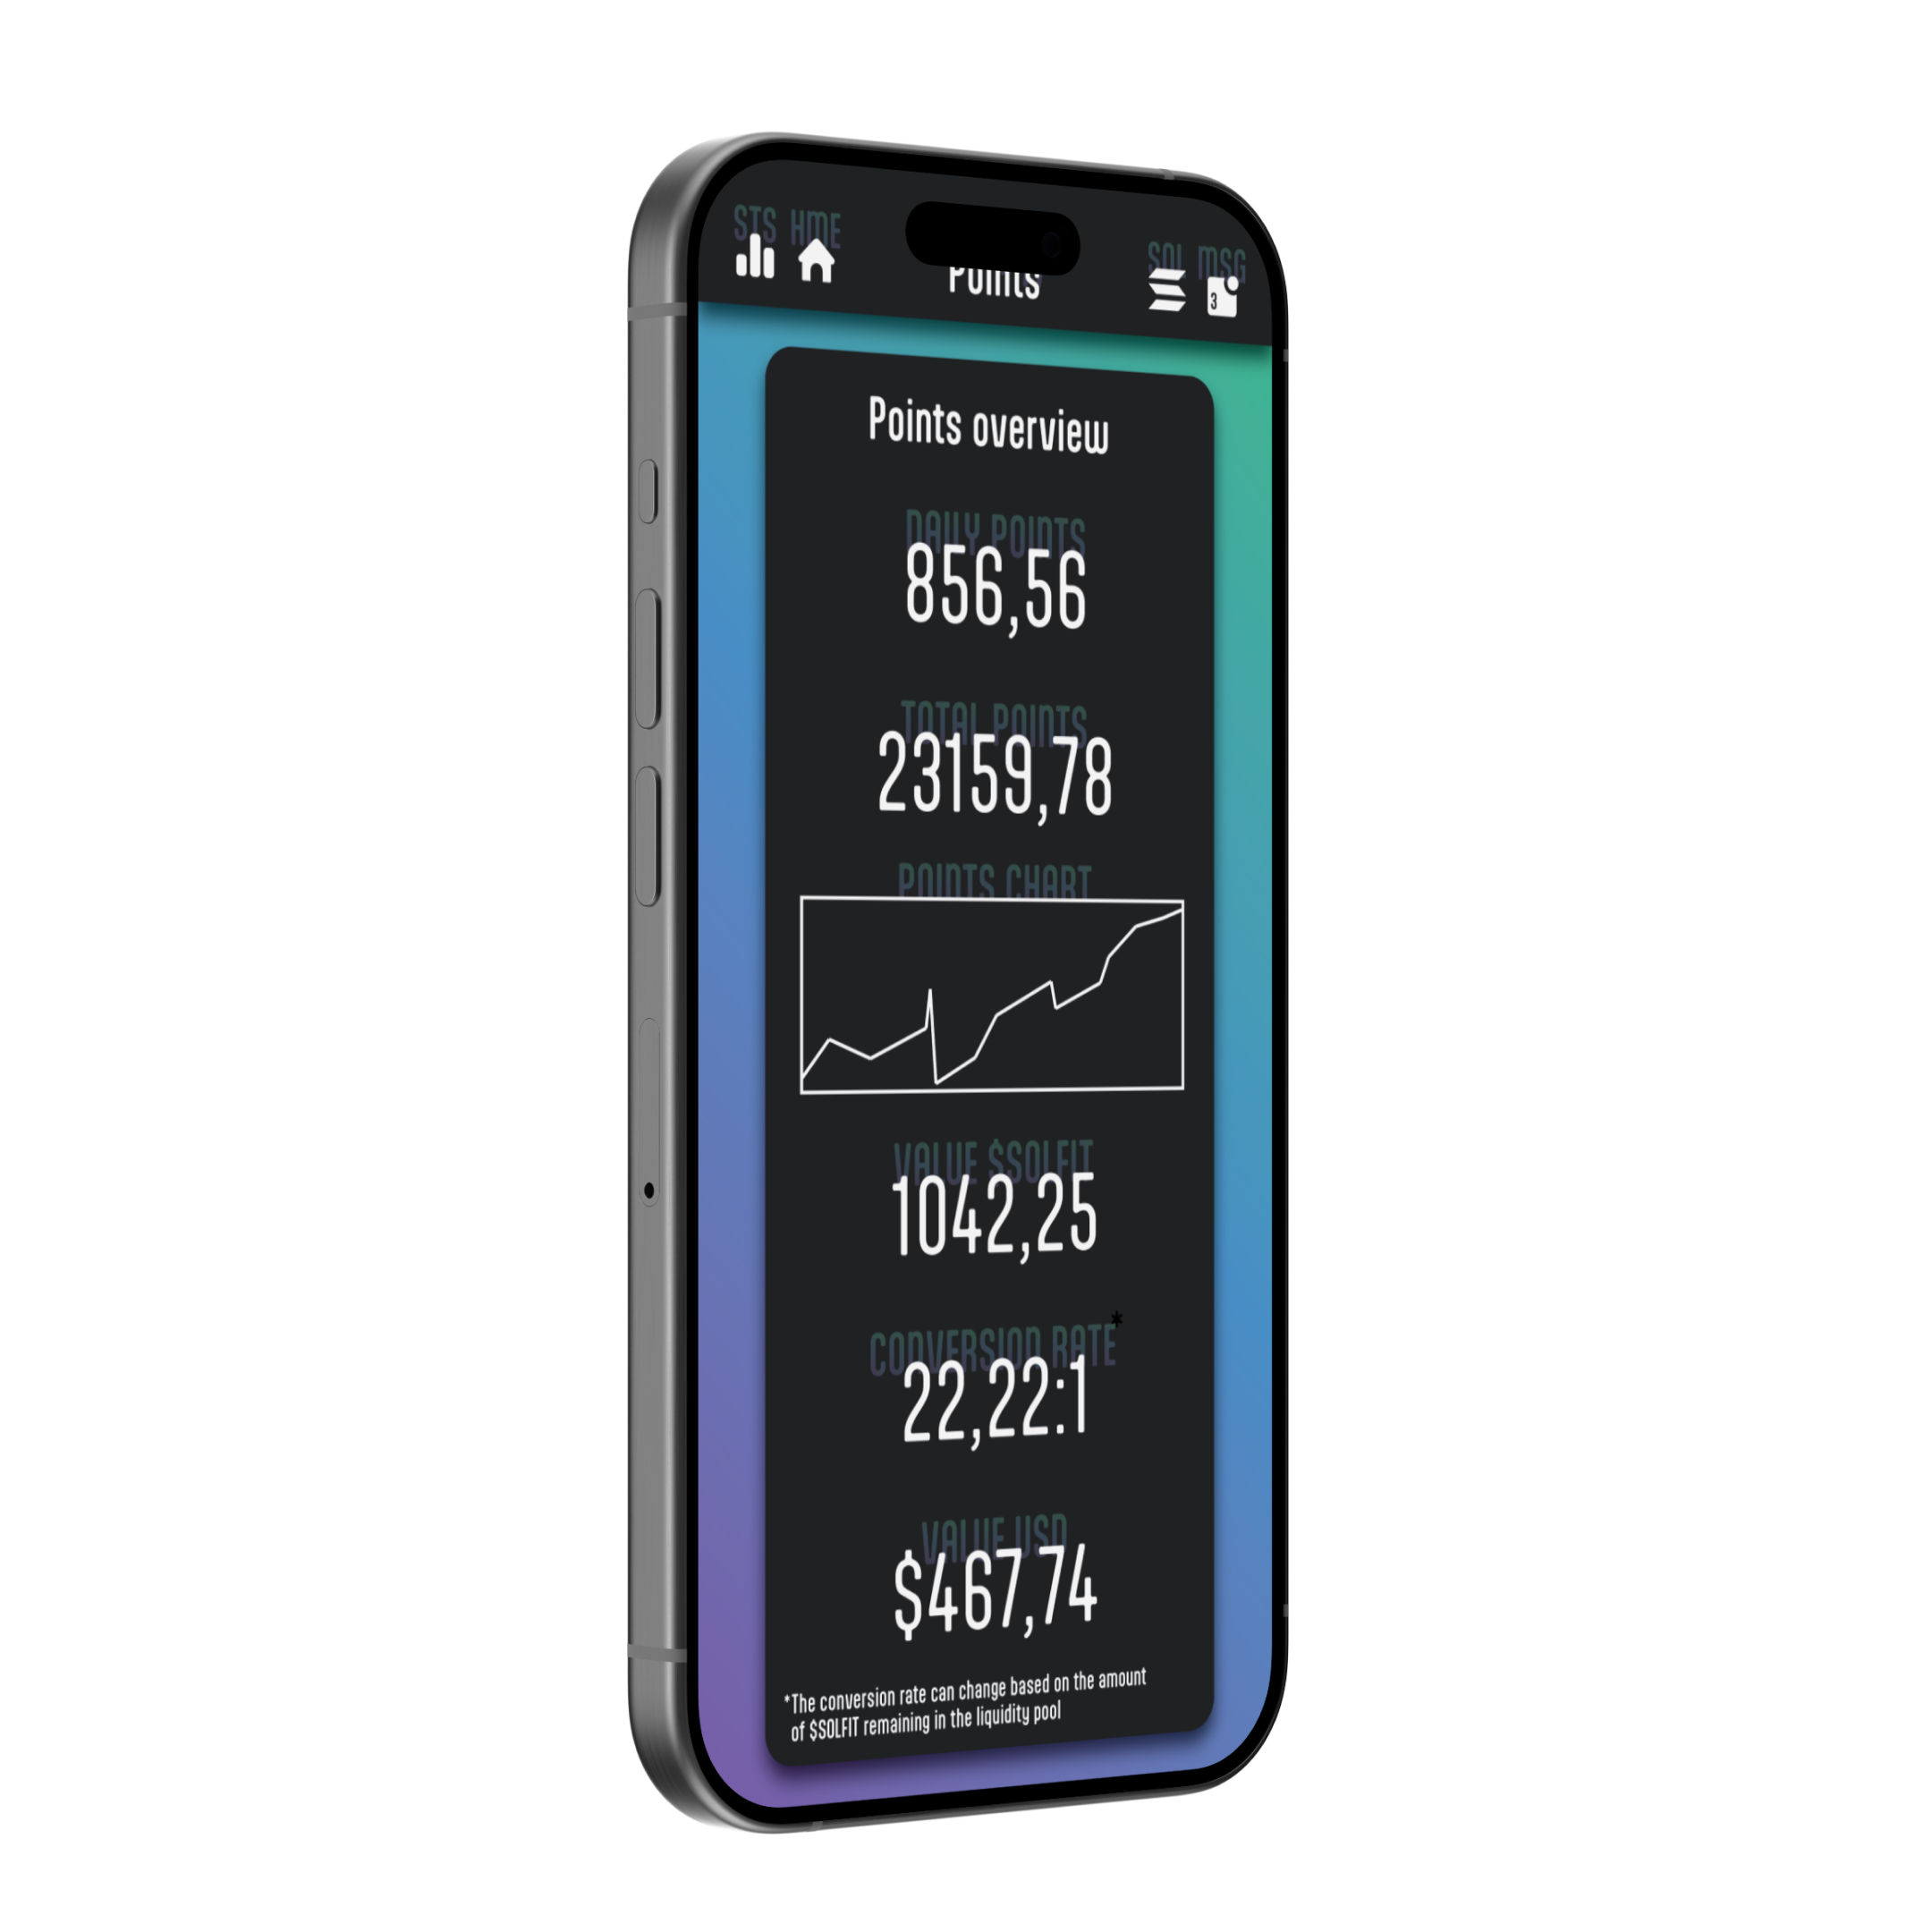 STS HME
SOL MSG
Points
3
Points overview
DAILY POINTS
856,56
TOTAL POINTS
23159,78
POINTS CHART
VALUE $SOLFIT
1042,25
CONVERSION RATE*
22,22:1
VALUE USD
$467,74
*The conversion rate can change based on the amount
of $SOLFIT remaining in the liquidity pool